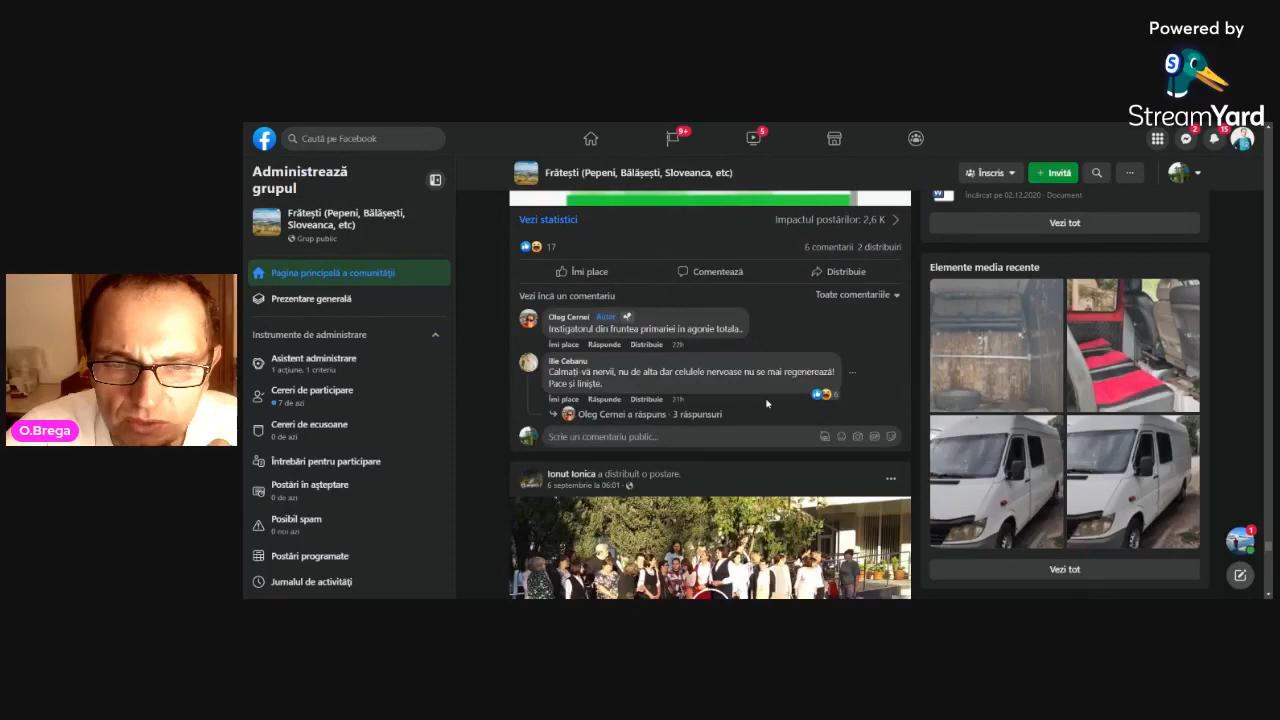 Powered by
StreamYard
Caută pe Facebook
9+
5
2
15
Administrează
grupul
Frătești (Pepeni, Bălășești,
Sloveanca, etc)
Grup public
Pagina principală a comunității
Prezentare generală
Instrumente de administrare
Asistent administrare
1 acțiune, 1 criteriu
Cereri de participare
7 de azi
Cereri de ecusoane
0 de azi
Întrebări pentru participare
Postări în așteptare
0 de azi
Posibil spam
0 noi azi
Postări programate
Jurnalul de activități
O.Brega
Frătești (Pepeni, Bălășești, Sloveanca, etc)
Înscris
+ Invită
Vezi statistici
Impactul postărilor: 2,6 K
17
6 comentarii 2 distribuiri
Îmi place
Comentează
Distribuie
Vezi încă un comentariu
Toate comentariile
Oleg Cernei Autor
Instigatorul din fruntea primariei in agonie totala..
Îmi place Răspunde Distribuie 22h
Ilie Cebanu
Calmați-vă nervii, nu de alta dar celulele nervoase nu se mai regenerează!
Pace și liniște.
6
Îmi place Răspunde Distribuie 21h
Oleg Cernei a răspuns · 3 răspunsuri
Scrie un comentariu public...
Ionut Ionica a distribuit o postare.
6 septembrie la 06:01
Încărcat pe 02.12.2020 · Document
Vezi tot
Elemente media recente
Vezi tot
1